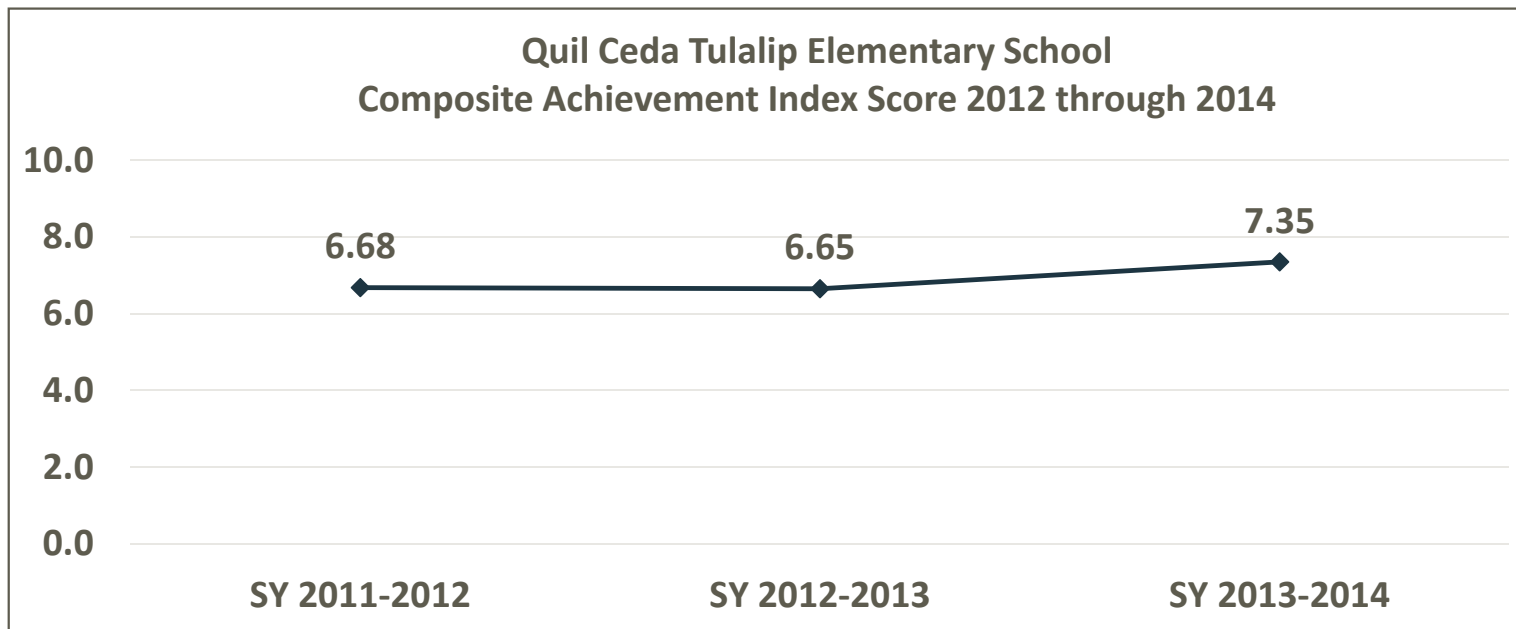 Quil Ceda Tulalip Elementary School
Composite Achievement Index Score 2012 through 2014
10.0
8.0
6.0
4.0
2.0
0.0
6.68
6.65
7.35
SY 2011-2012
SY 2012-2013
SY 2013-2014